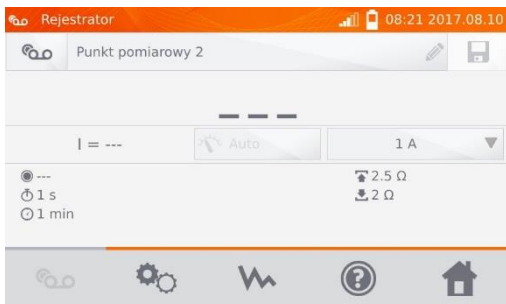 Rejestrator 08:21 2017.08.10
Punkt pomiarowy 2
---
I = --- Auto 1 A
--- 2.5 Ω
1 s 2 Ω
1 min